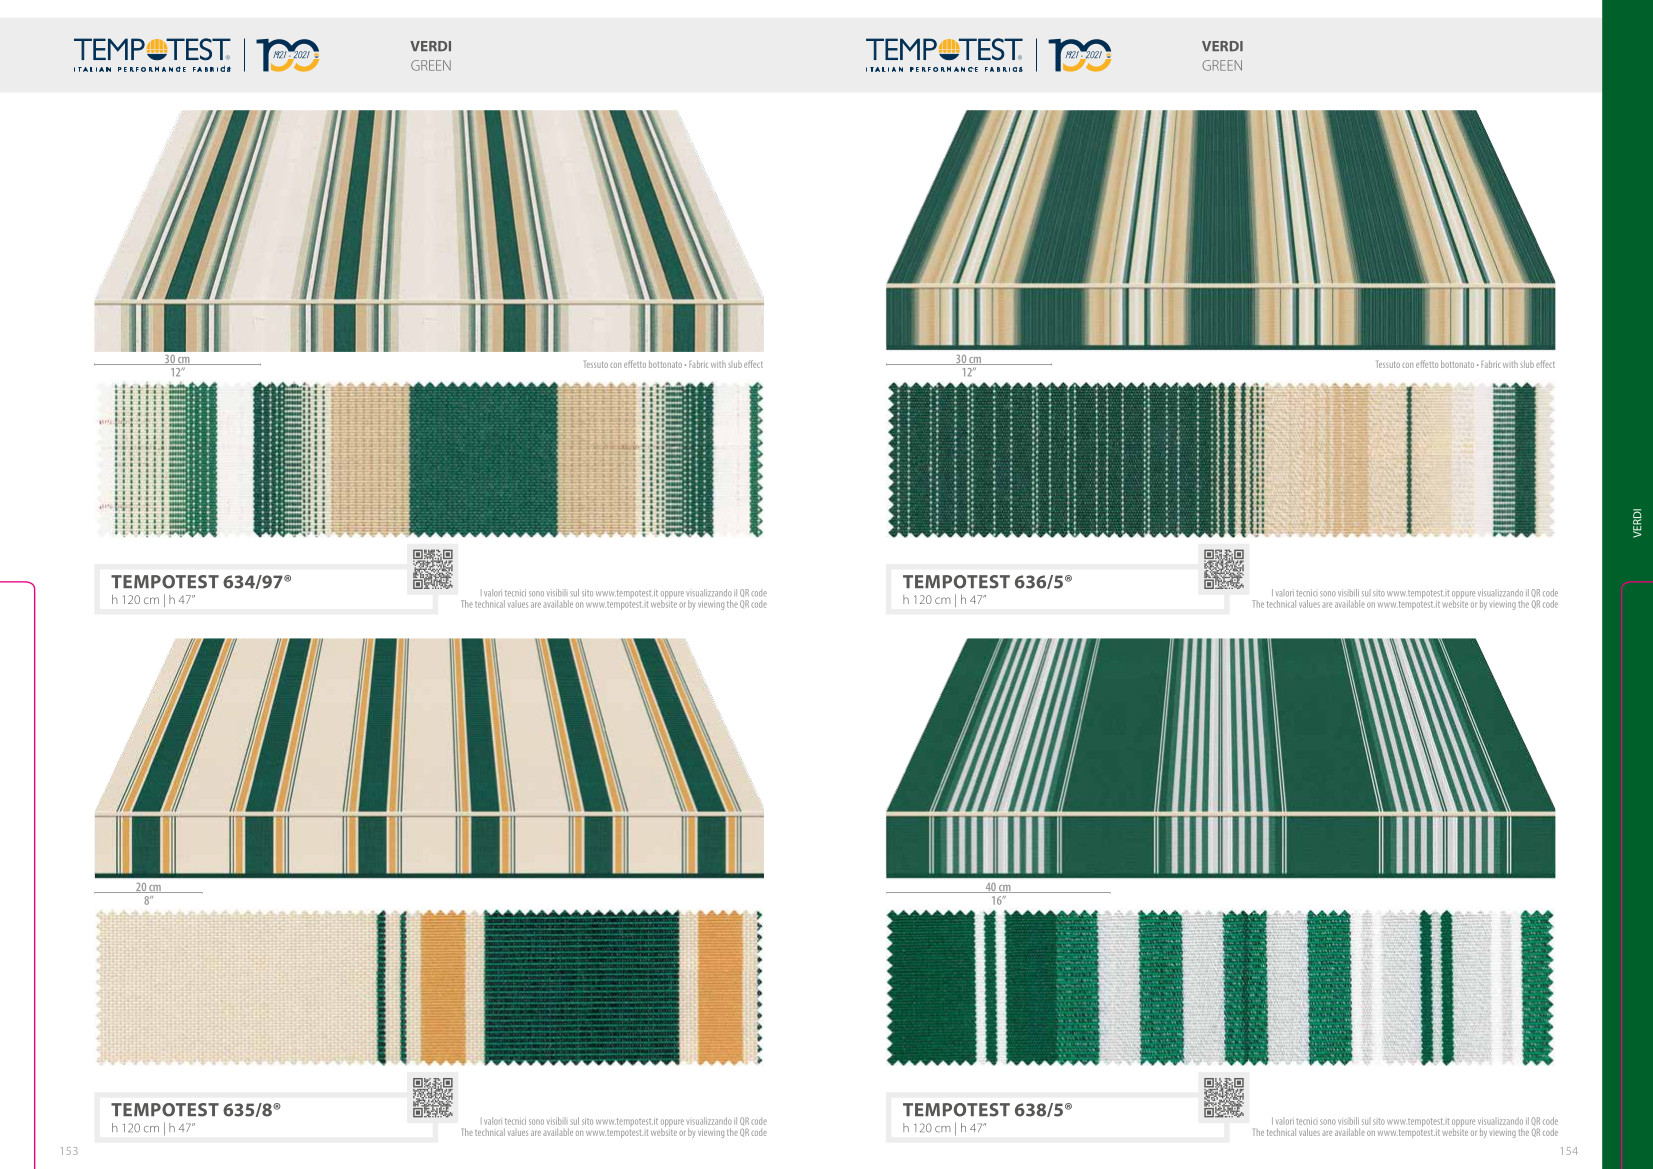 TEMPOTEST®
ITALIAN PERFORMANCE FABRICS
100
1921 - 2021
VERDI
GREEN
30 cm
12”
Tessuto con effetto bottonato • Fabric with slub effect
TEMPOTEST 634/97®
h 120 cm | h 47”
I valori tecnici sono visibili sul sito www.tempotest.it oppure visualizzando il QR code
The technical values are available on www.tempotest.it website or by viewing the QR code
20 cm
8”
TEMPOTEST 635/8®
h 120 cm | h 47”
I valori tecnici sono visibili sul sito www.tempotest.it oppure visualizzando il QR code
The technical values are available on www.tempotest.it website or by viewing the QR code
153
TEMPOTEST®
ITALIAN PERFORMANCE FABRICS
100
1921 - 2021
VERDI
GREEN
30 cm
12”
Tessuto con effetto bottonato • Fabric with slub effect
TEMPOTEST 636/5®
h 120 cm | h 47”
I valori tecnici sono visibili sul sito www.tempotest.it oppure visualizzando il QR code
The technical values are available on www.tempotest.it website or by viewing the QR code
40 cm
16”
TEMPOTEST 638/5®
h 120 cm | h 47”
I valori tecnici sono visibili sul sito www.tempotest.it oppure visualizzando il QR code
The technical values are available on www.tempotest.it website or by viewing the QR code
154
VERDI